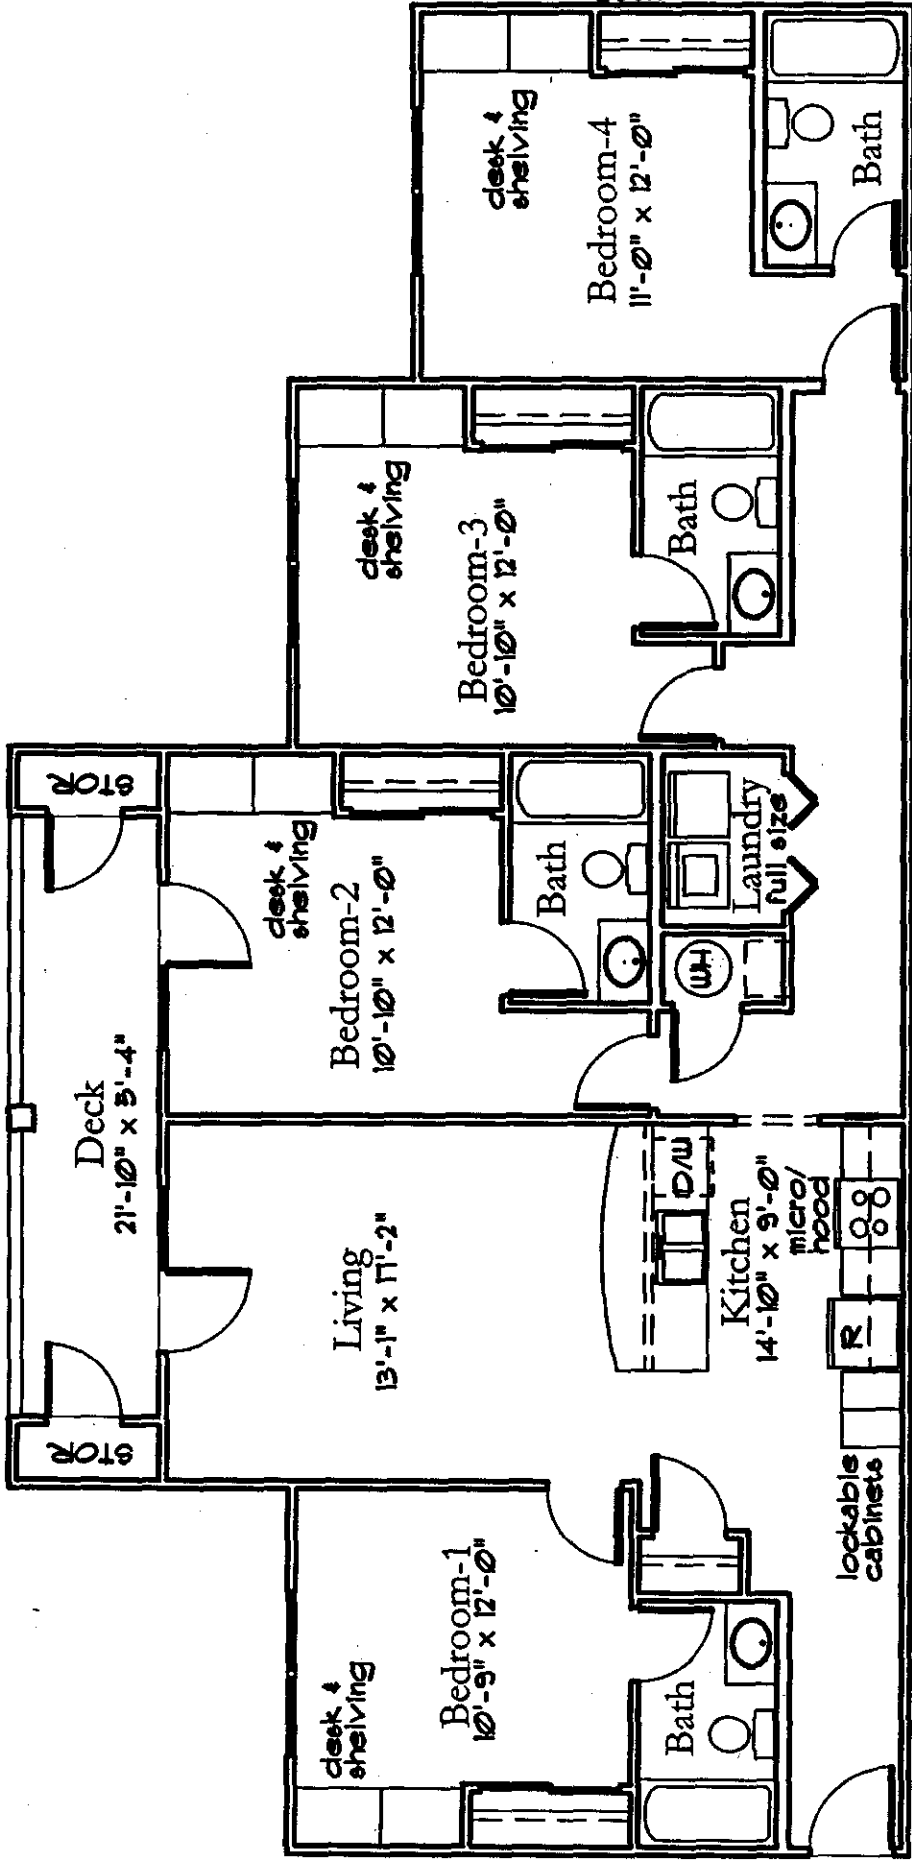 STOR
Deck
21'-10" x 5'-4"
STOR
desk &
shelving
Bedroom-1
10'-9" x 12'-0"
Bath
Living
13'-1" x 17'-2"
desk &
shelving
Bedroom-2
10'-10" x 12'-0"
Bath
desk &
shelving
Bedroom-3
10'-10" x 12'-0"
Bath
desk &
shelving
Bedroom-4
11'-0" x 12'-0"
Bath
D/W
WH
Laundry
full size
Kitchen
14'-10" x 9'-0"
micro/
hood
R
lockable
cabinets